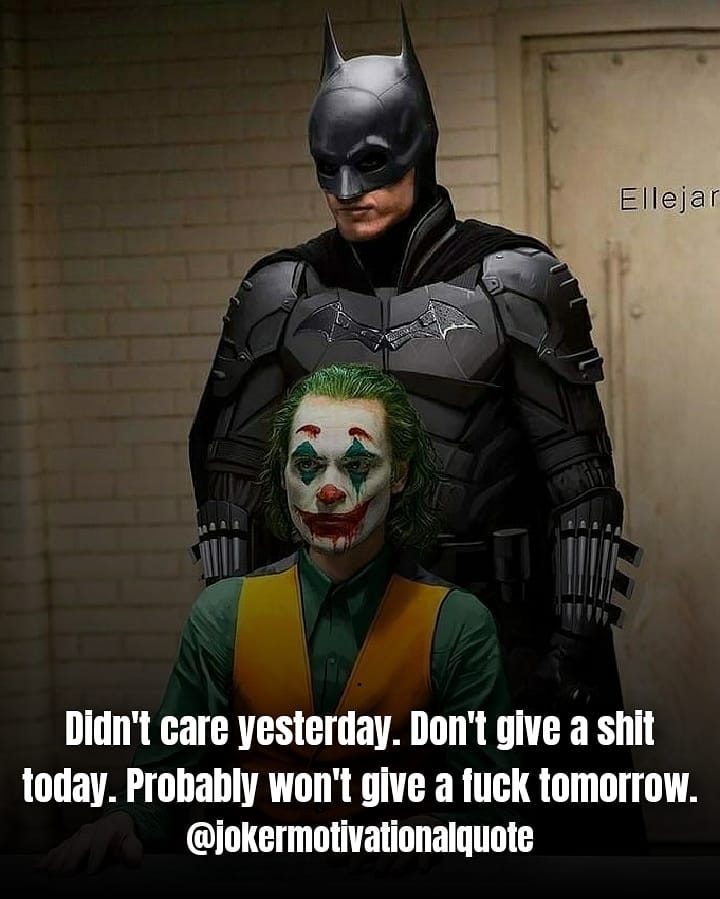 Ellejar
Didn't care yesterday. Don't give a shit
today. Probably won't give a fuck tomorrow.
@jokermotivationalquote